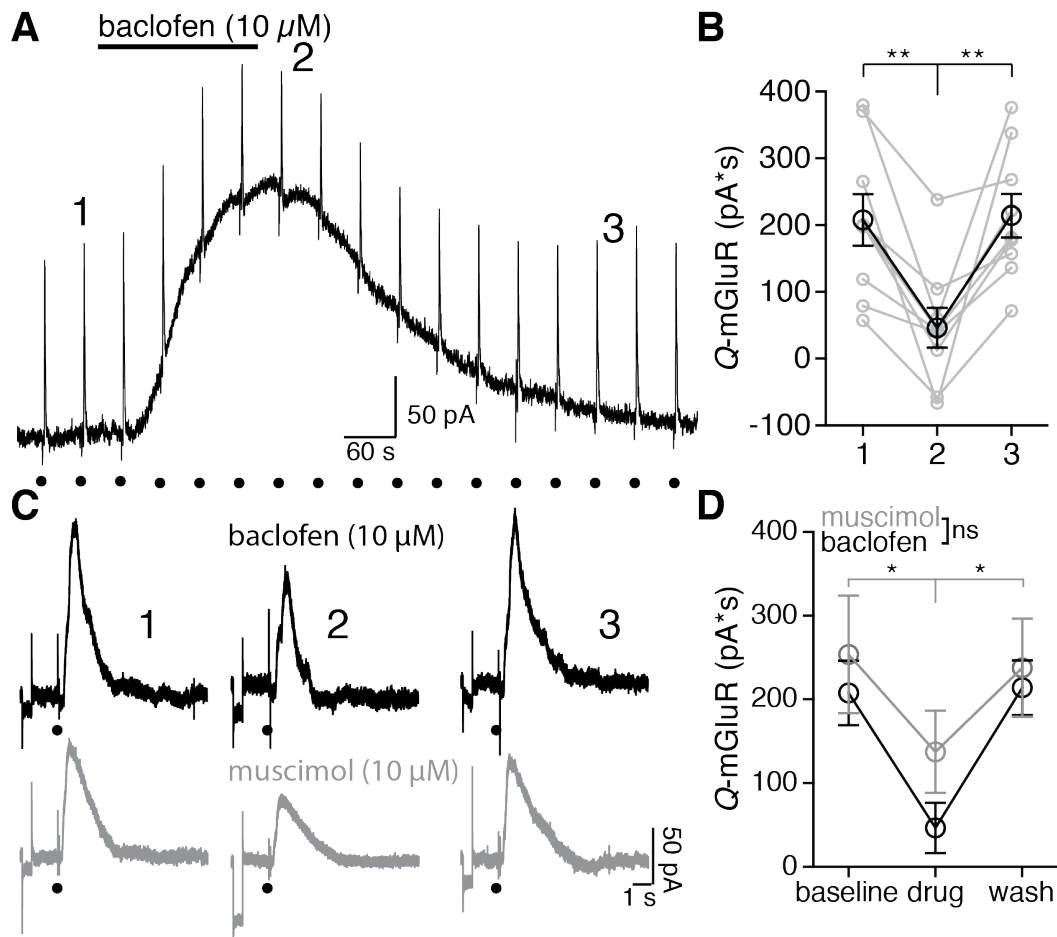 A
baclofen (10 µM)
1
2
3
50 pA
60 s
B
** **
Q-mGluR (pA*s)
400
300
200
100
0
-100
1 2 3
C
baclofen (10 µM)
1
2
3
muscimol (10 µM)
50 pA
1 s
D
muscimol
baclofen
ns
* *
Q-mGluR (pA*s)
400
300
200
100
0
baseline drug wash